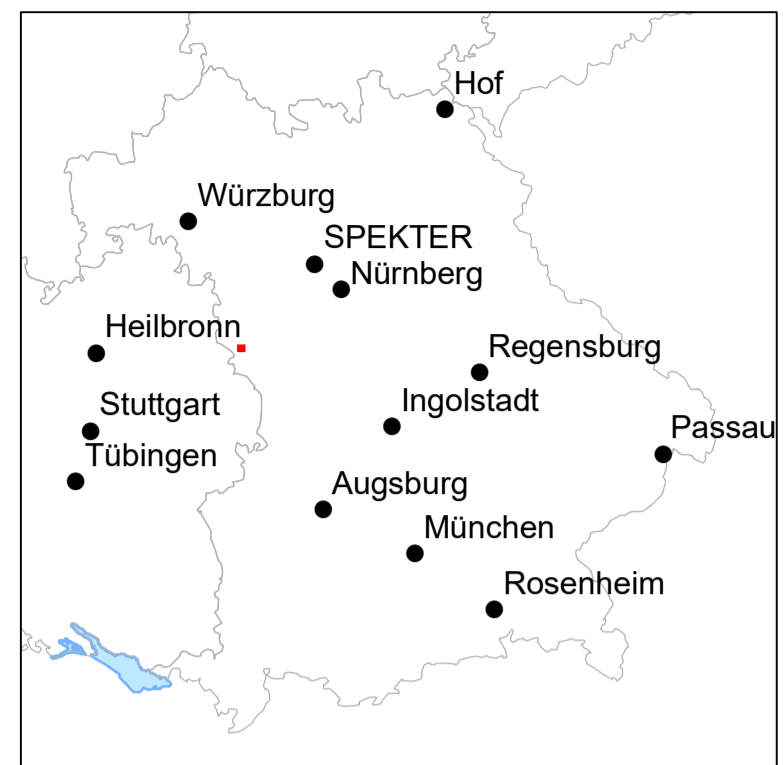 Hof
Würzburg
SPEKTER
Nürnberg
Heilbronn
Regensburg
Stuttgart
Ingolstadt
Passau
Tübingen
Augsburg
München
Rosenheim